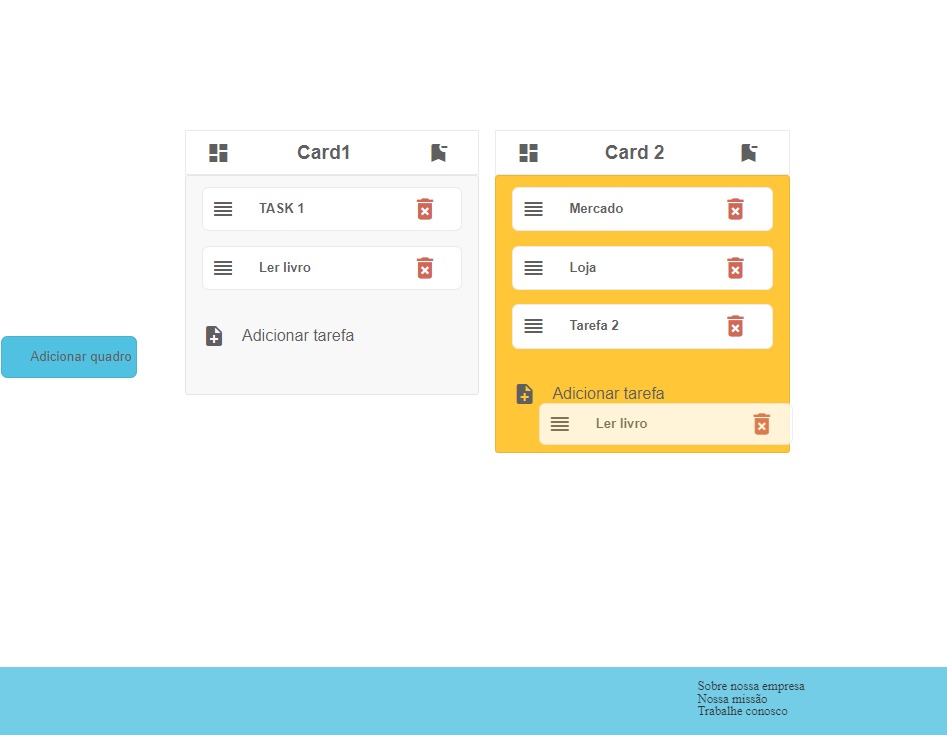 Card1
TASK 1
Ler livro
Adicionar tarefa
Card 2
Mercado
Loja
Tarefa 2
Adicionar tarefa
Ler livro
Adicionar quadro
Sobre nossa empresa
Nossa missão
Trabalhe conosco